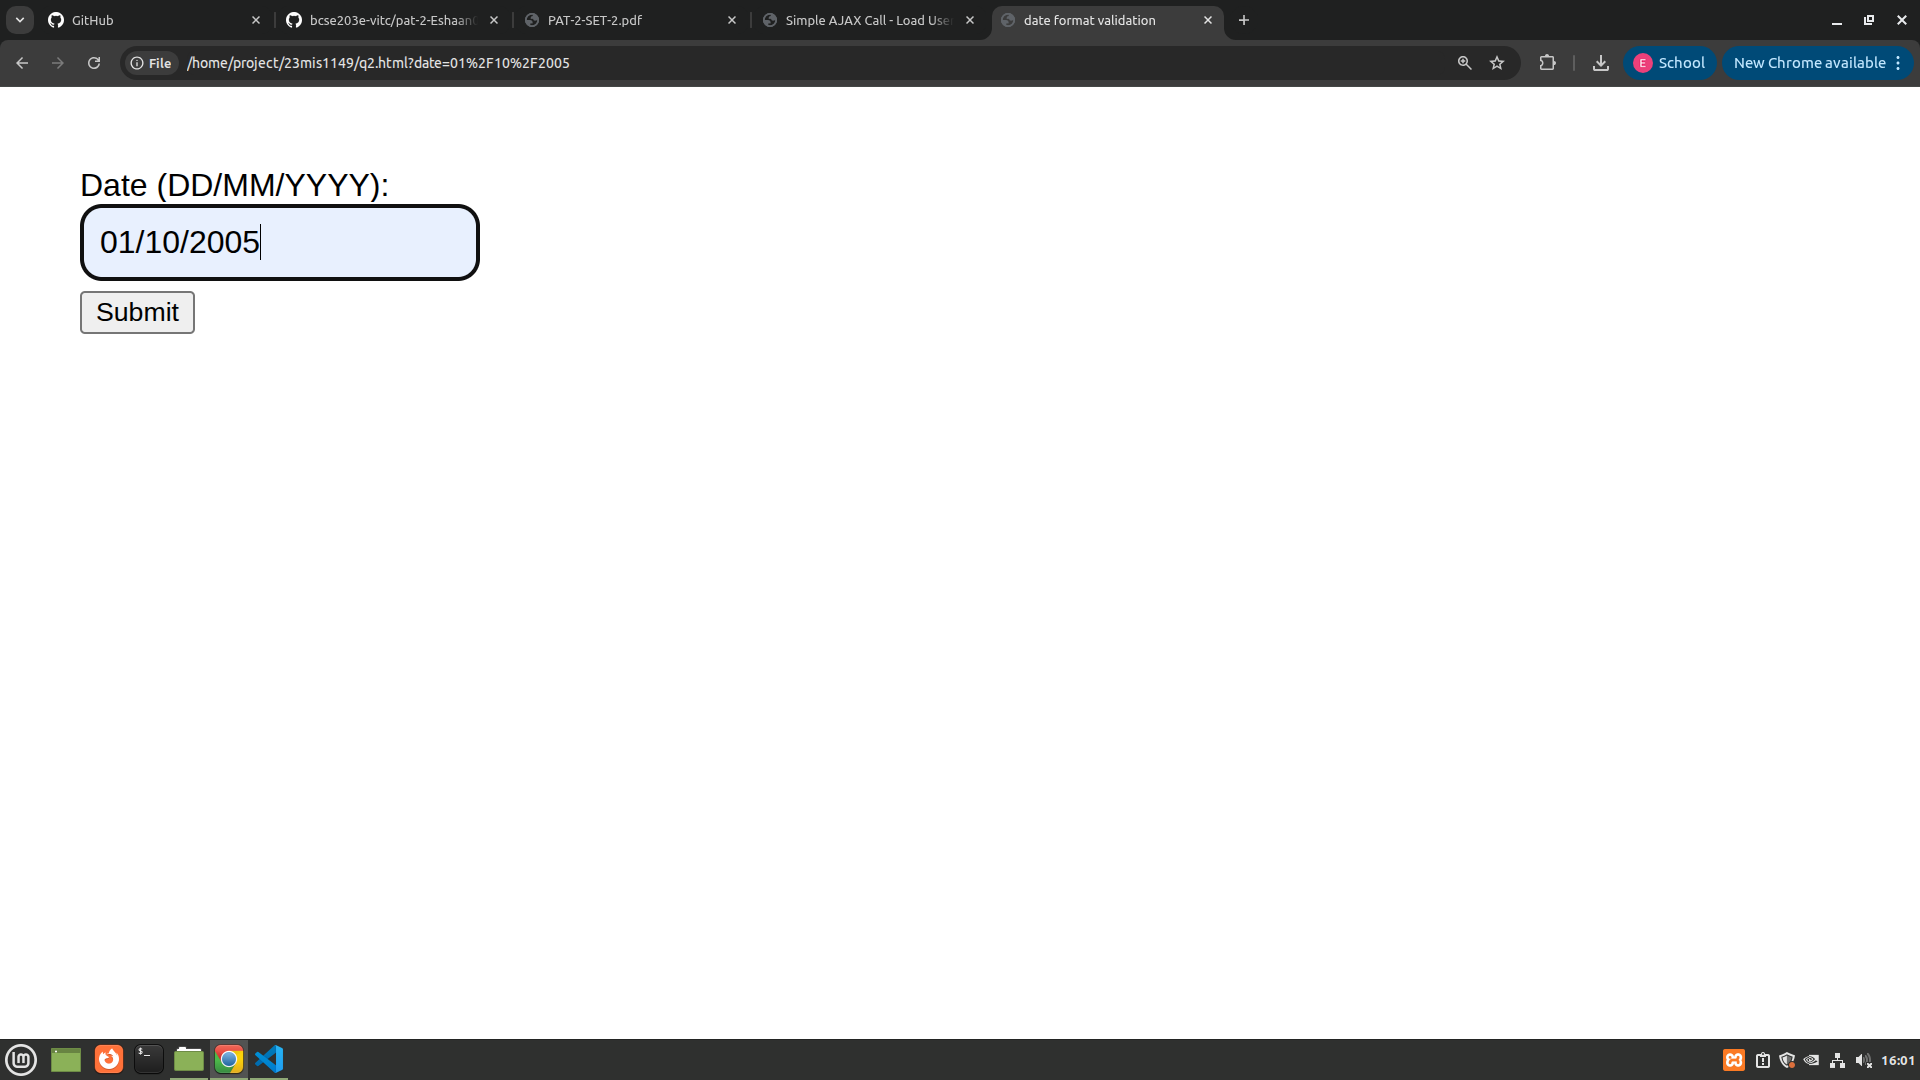 GitHub
bcse203e-vitc/pat-2-Eshaan
PAT-2-SET-2.pdf
Simple AJAX Call - Load Use
date format validation
File
/home/project/23mis1149/q2.html?date=01%2F10%2F2005
E
School
New Chrome available
Date (DD/MM/YYYY):
01/10/2005
Submit
16:01